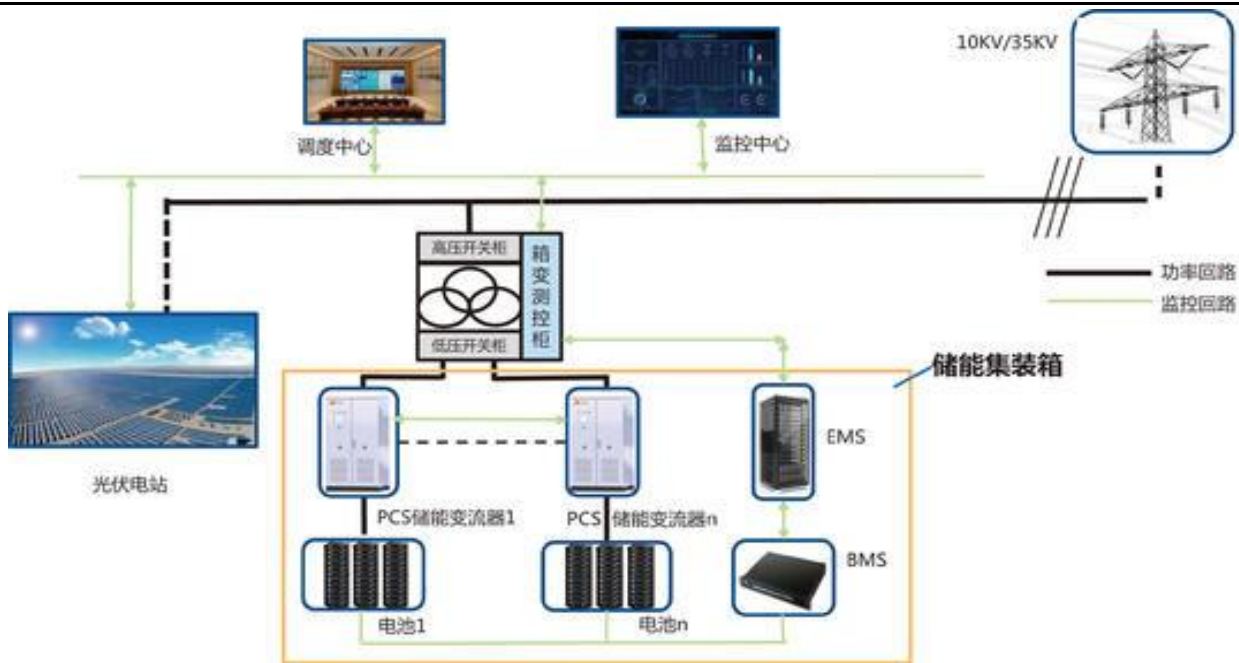 10KV/35KV
调度中心
监控中心
高压开关柜
箱变测控柜
低压开关柜
功率回路
监控回路
储能集装箱
光伏电站
EMS
PCS储能变流器1
PCS 储能变流器n
BMS
电池1
电池n